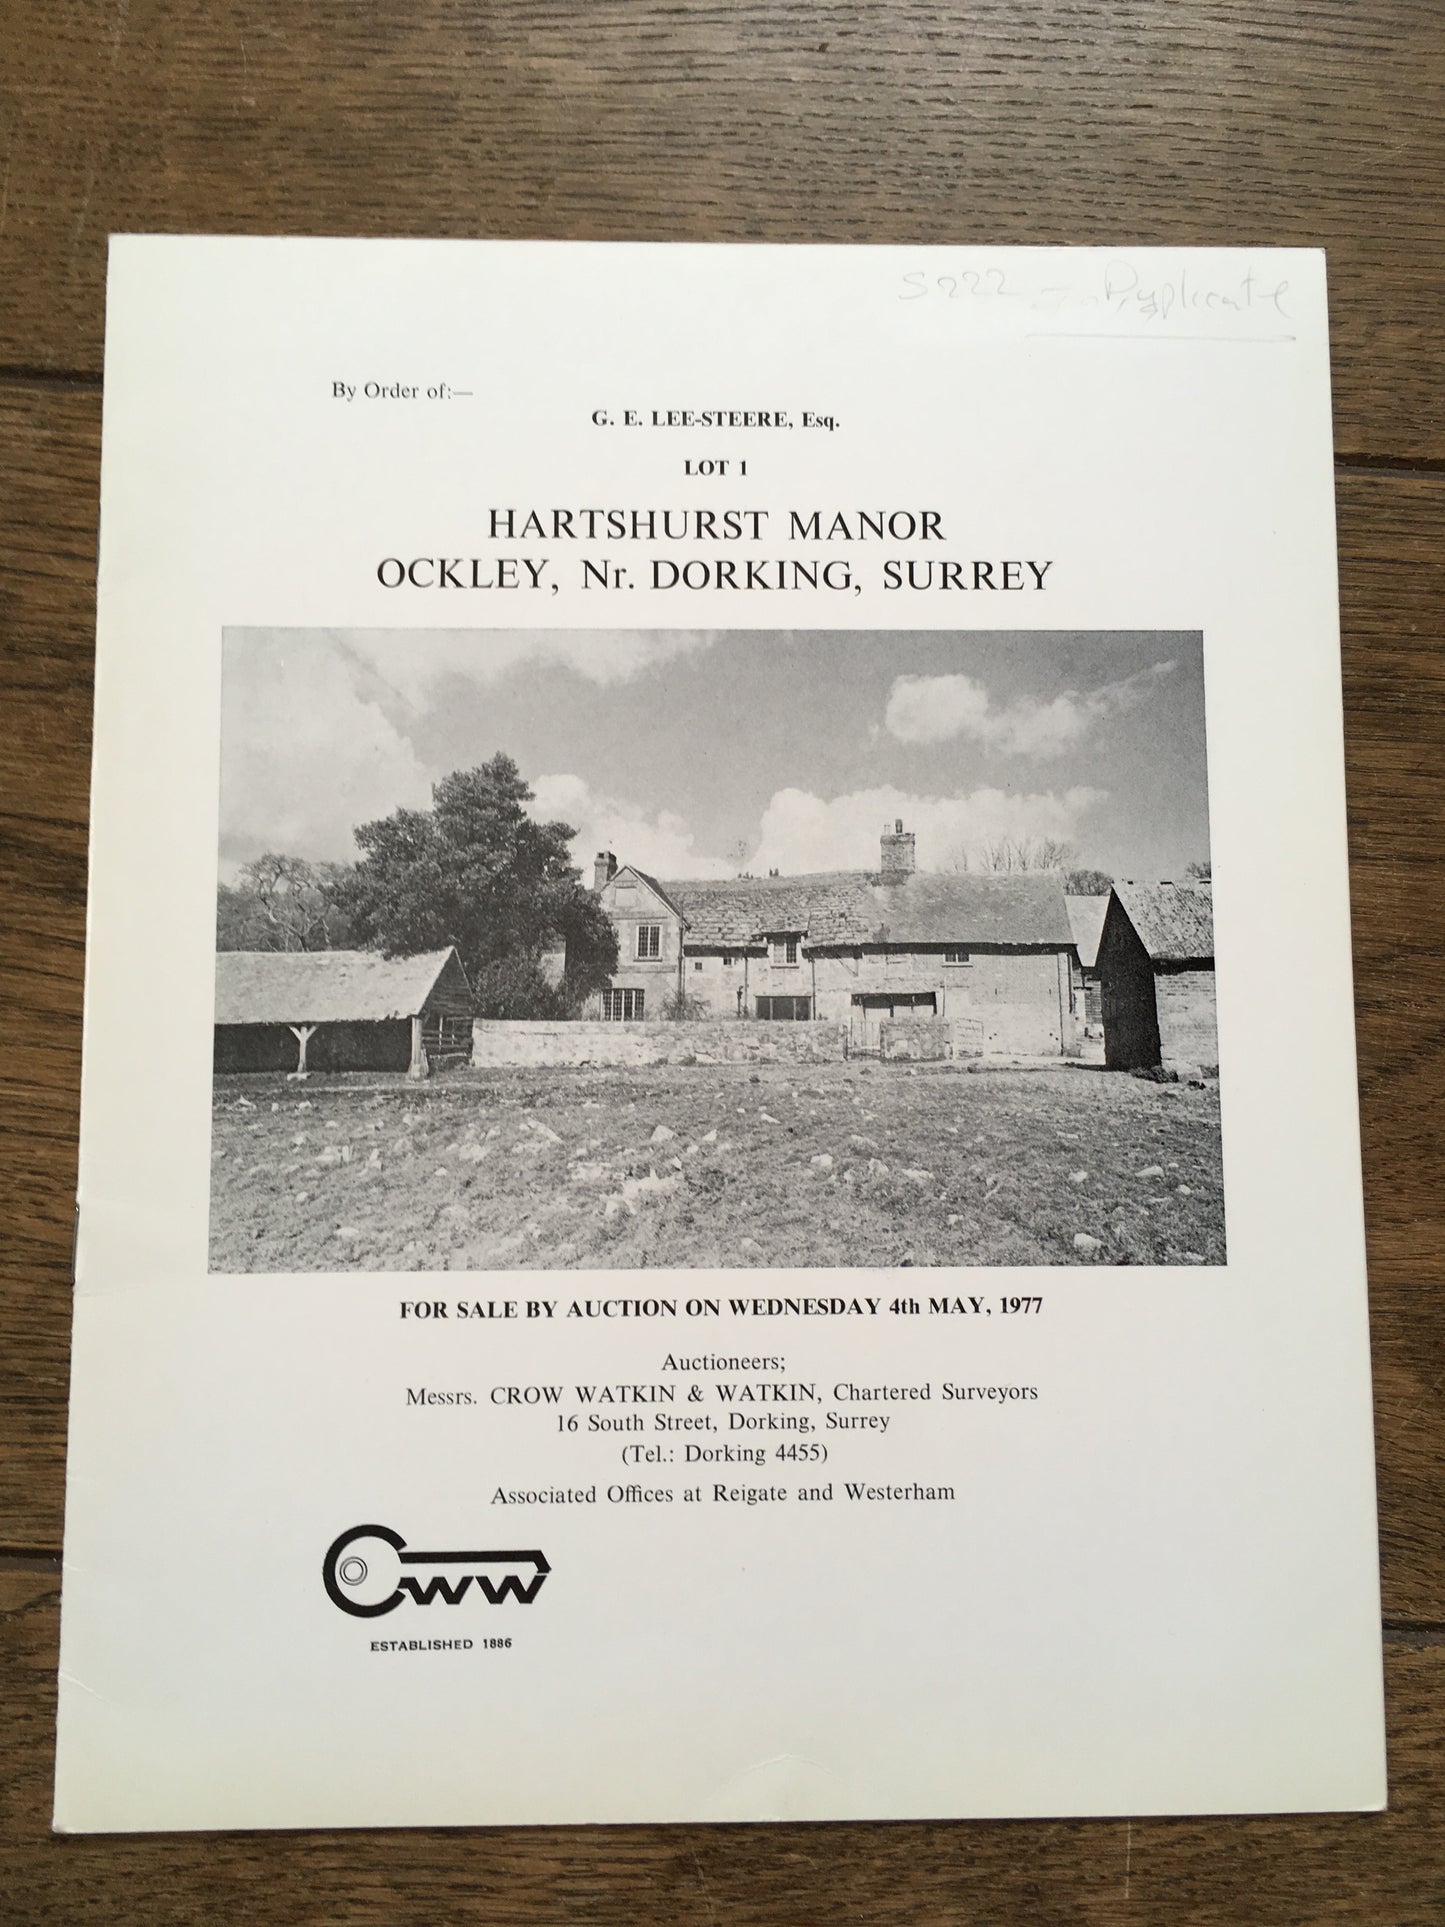 S222 Duplicate
By Order of:—
G. E. LEE-STEERE, Esq.
LOT 1
HARTSHURST MANOR
OCKLEY, Nr. DORKING, SURREY
FOR SALE BY AUCTION ON WEDNESDAY 4th MAY, 1977
Auctioneers;
Messrs. CROW WATKIN & WATKIN, Chartered Surveyors
16 South Street, Dorking, Surrey
(Tel.: Dorking 4455)
Associated Offices at Reigate and Westerham
CWW
ESTABLISHED 1886